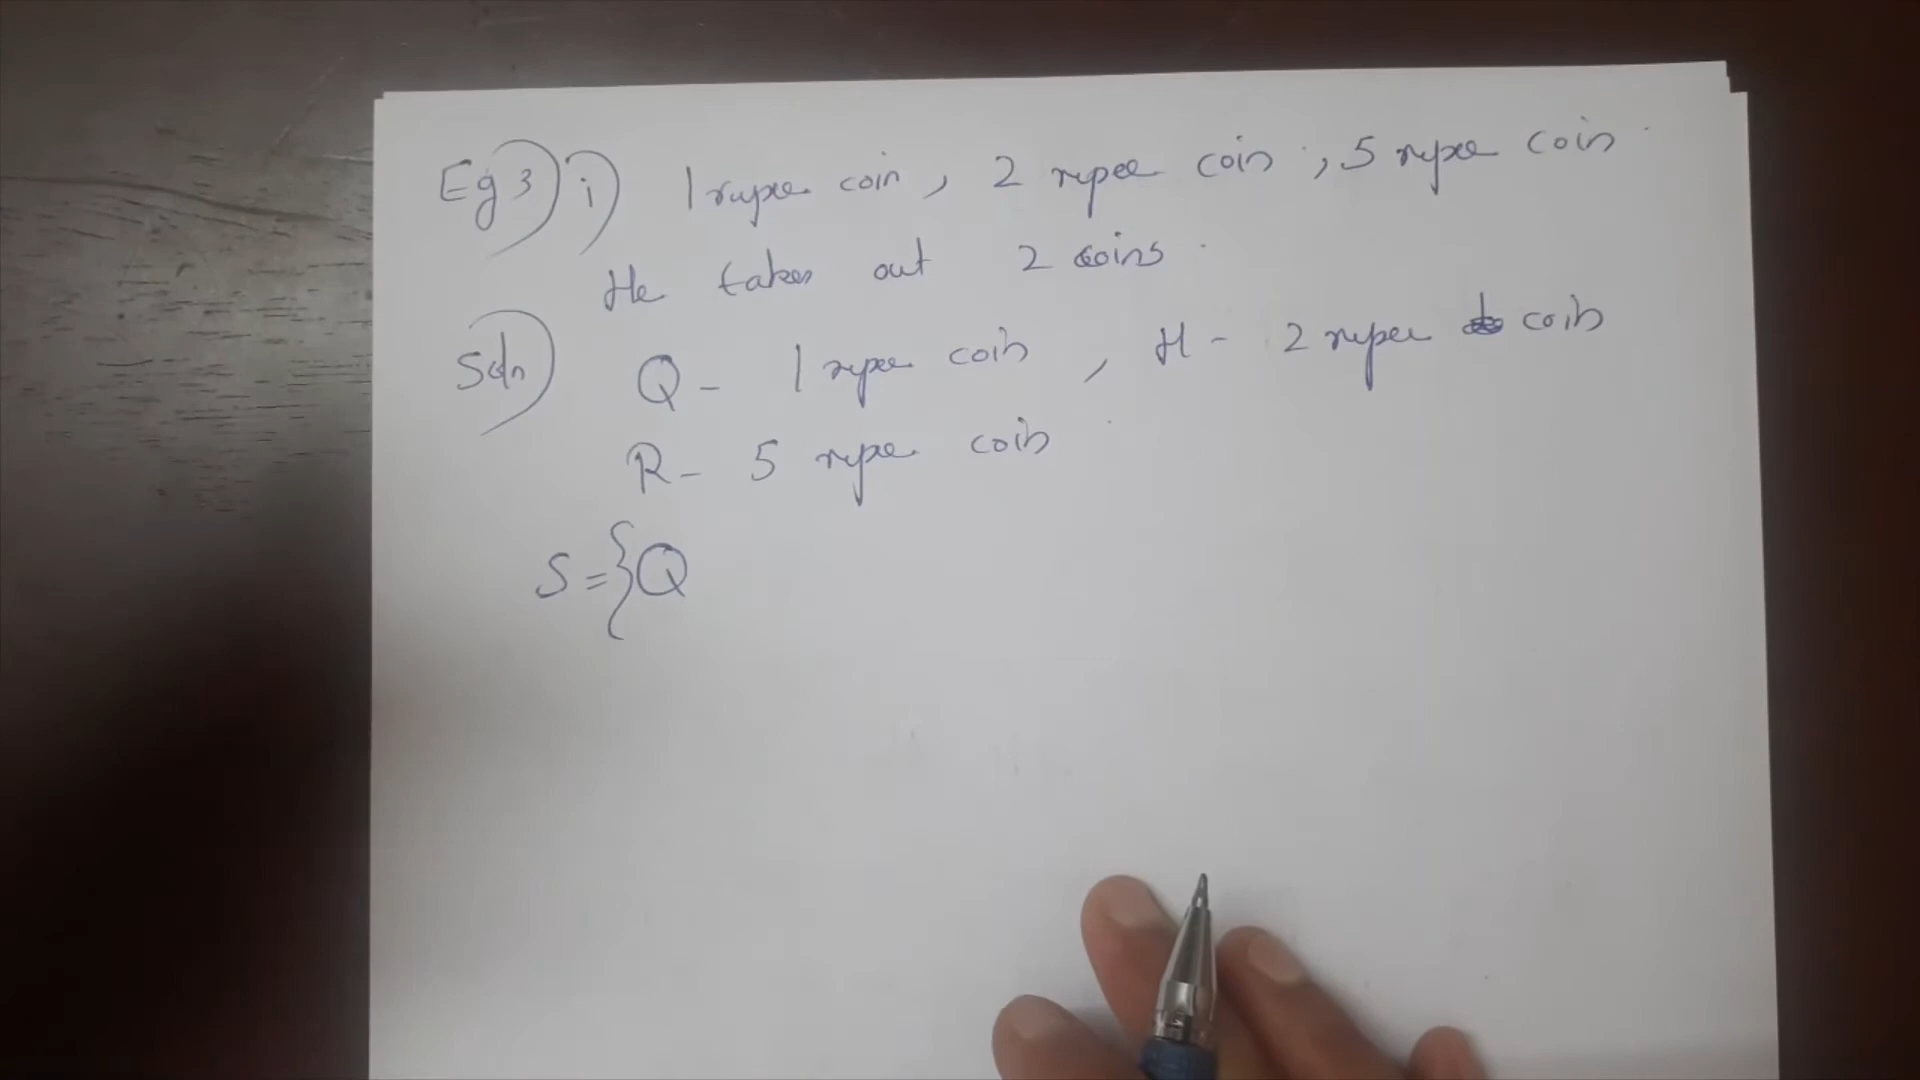 Eg 3) i) 1 rupee coin, 2 rupee coin, 5 rupee coin.
He takes out 2 coins.
Soln) Q - 1 rupee coin, H - 2 rupee coin
R - 5 rupee coin.
S = {Q